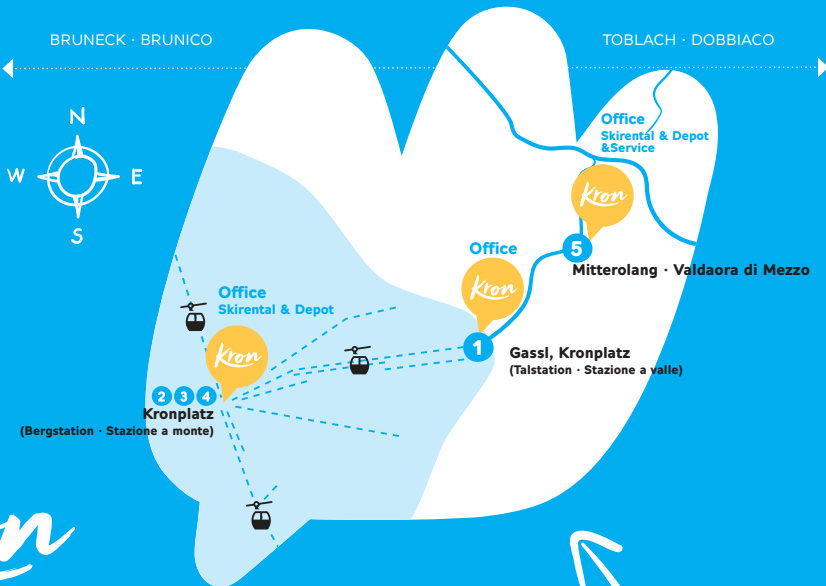 BRUNECK · BRUNICO
TOBLACH · DOBBIACO
N
W E
S
Office
Skirental & Depot
&Service
Kron
5
Mitterolang · Valdaora di Mezzo
Office
Kron
1
Gassl, Kronplatz
(Talstation · Stazione a valle)
Office
Skirental & Depot
Kron
2 3 4
Kronplatz
(Bergstation · Stazione a monte)
n